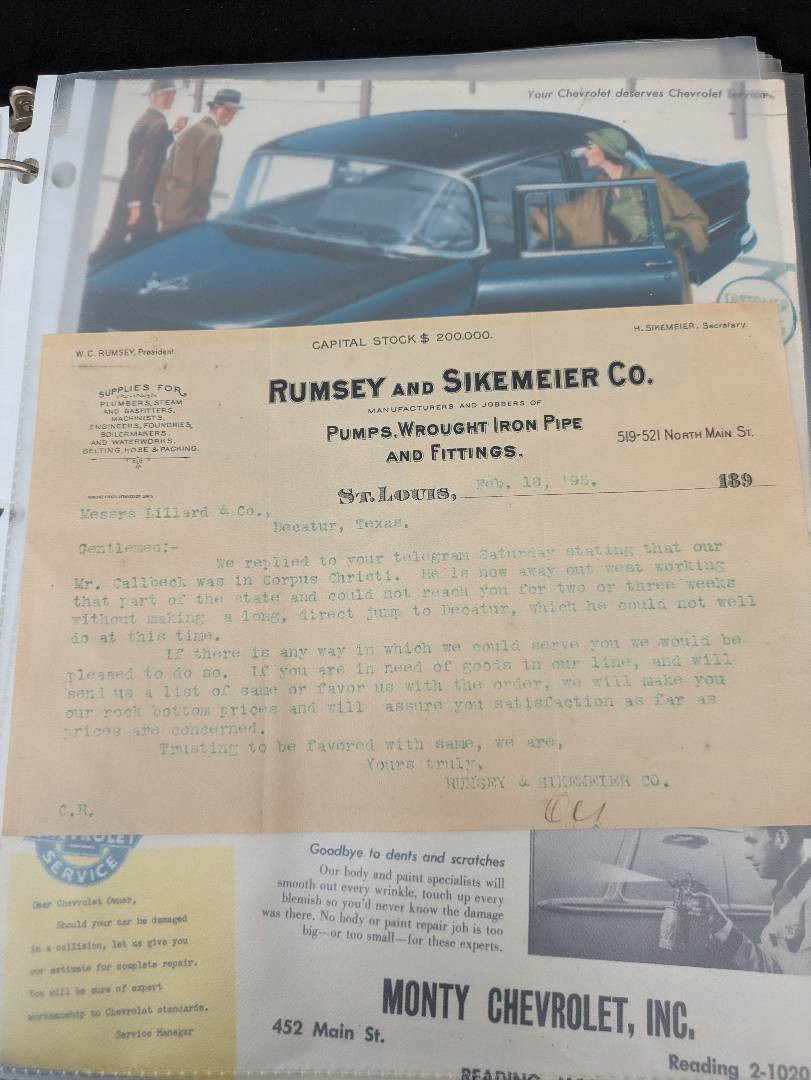 Your Chevrolet deserves Chevrolet Service
CUSTOMER
W.C. RUMSEY, President.
CAPITAL STOCK $ 200.000.
H. SIKEMEIER, Secretary.
SUPPLIES FOR
PLUMBERS, STEAM
AND GASFITTERS,
MACHINISTS,
ENGINEERS, FOUNDRIES,
BOILERMAKERS,
AND WATERWORKS.
BELTING, HOSE & PACKING.
RUMSEY AND SIKEMEIER CO.
MANUFACTURERS AND JOBBERS OF
PUMPS, WROUGHT IRON PIPE
AND FITTINGS.
519-521 NORTH MAIN ST.
ST. LOUIS, Feb. 18, '95. 189
Messrs Lillard & Co.,
Decatur, Texas.
Gentlemen:-
We replied to your telegram Saturday stating that our
Mr. Callbeck was in Corpus Christi. He is now away out west working
that part of the state and could not reach you for two or three weeks
without making a long, direct jump to Decatur, which he could not well
do at this time.
If there is any way in which we could serve you we would be
pleased to do so. If you are in need of goods in our line, and will
send us a list of same or favor us with the order, we will make you
our rock bottom prices and will assure you satisfaction as far as
prices are concerned.
Trusting to be favored with same, we are,
Yours truly,
RUMSEY & SIKEMEIER CO.
C.R.
CHEVROLET
SERVICE
Dear Chevrolet Owner,
Should your car be damaged
in a collision, let us give you
our estimate for complete repair.
You will be sure of expert
workmanship to Chevrolet standards.
Service Manager
Goodbye to dents and scratches
Our body and paint specialists will
smooth out every wrinkle, touch up every
blemish so you'd never know the damage
was there. No body or paint repair job is too
big—or too small—for these experts.
MONTY CHEVROLET, INC.
452 Main St.
Reading 2-1020
READING